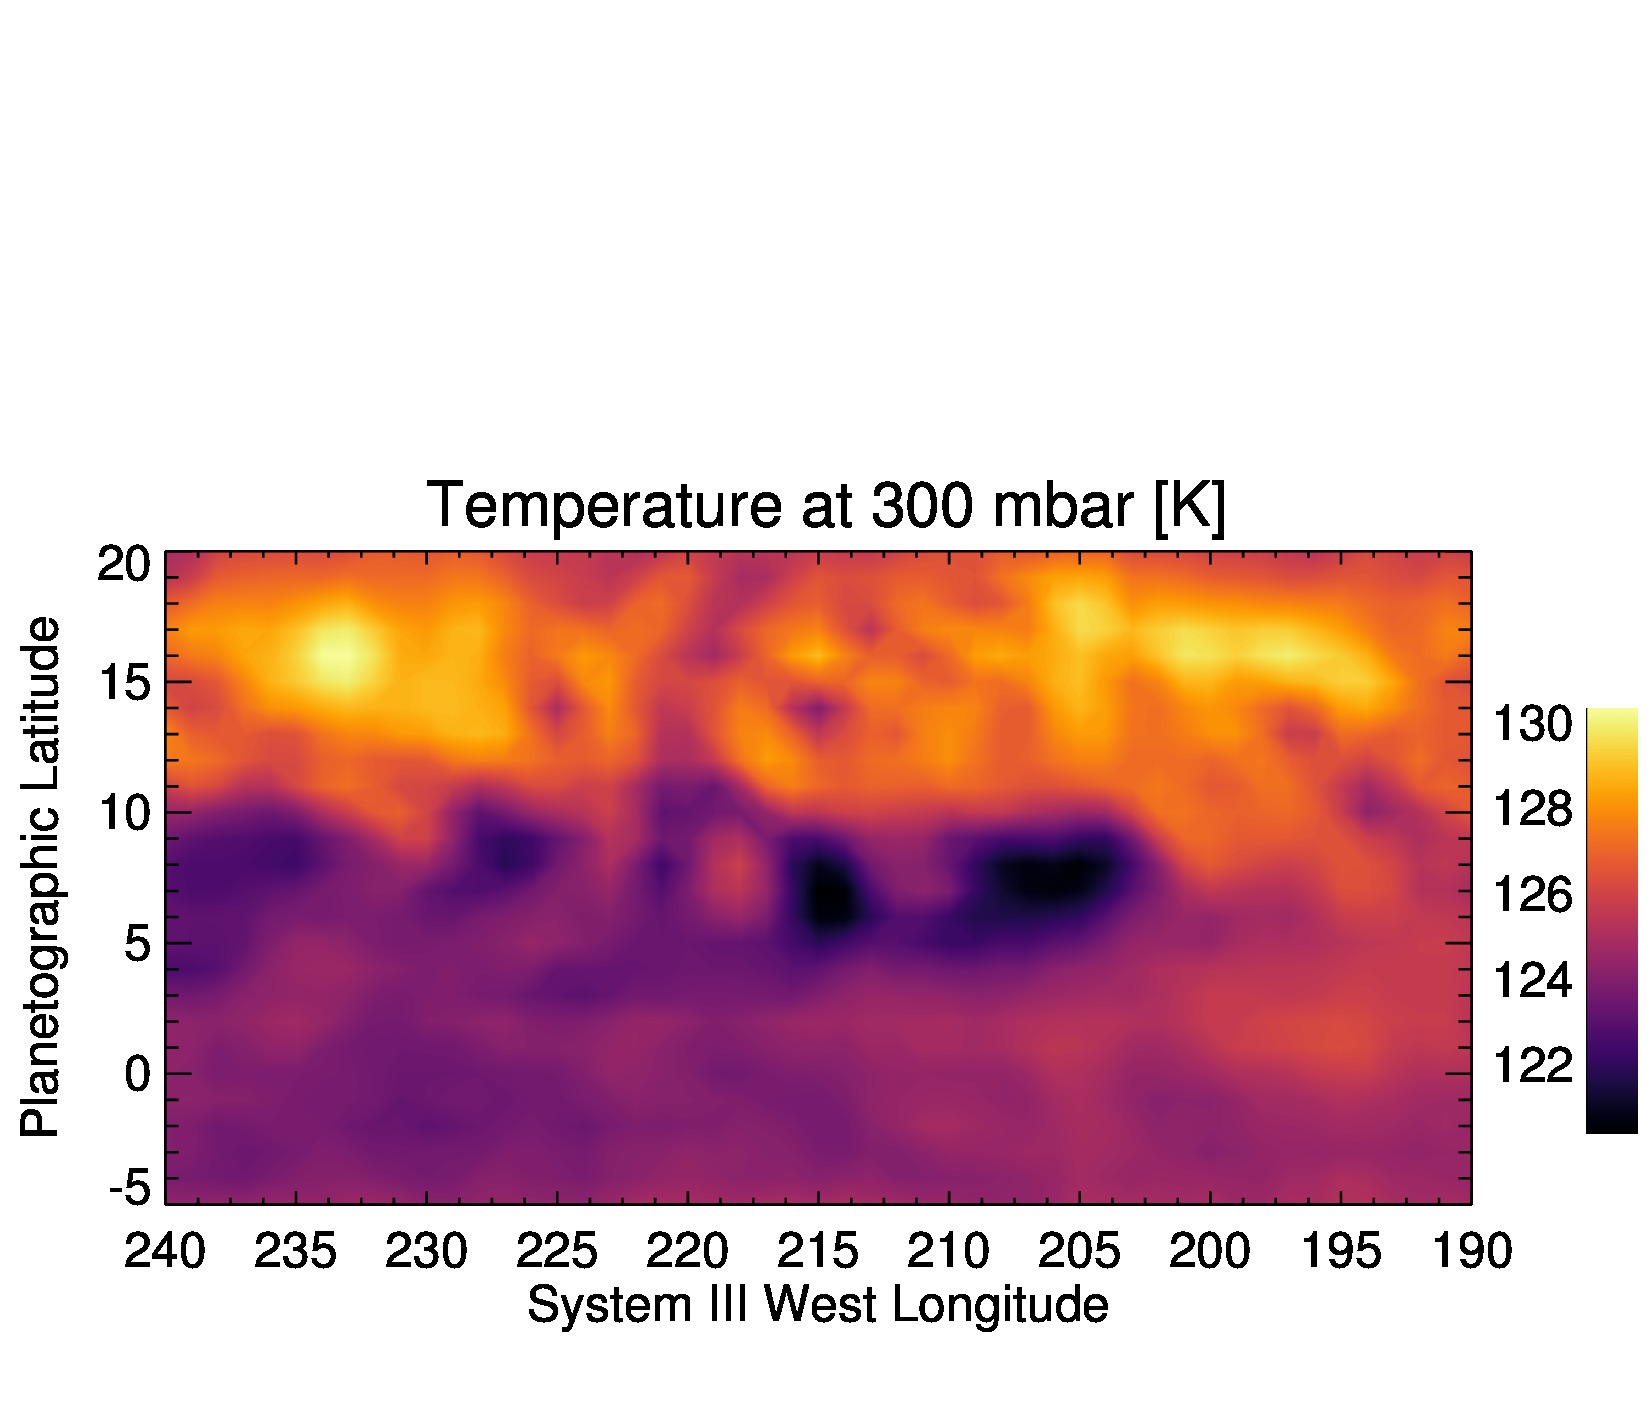 Temperature at 300 mbar [K]
20
15
10
5
0
-5
Planetographic Latitude
240 235 230 225 220 215 210 205 200 195 190
System III West Longitude
130
128
126
124
122